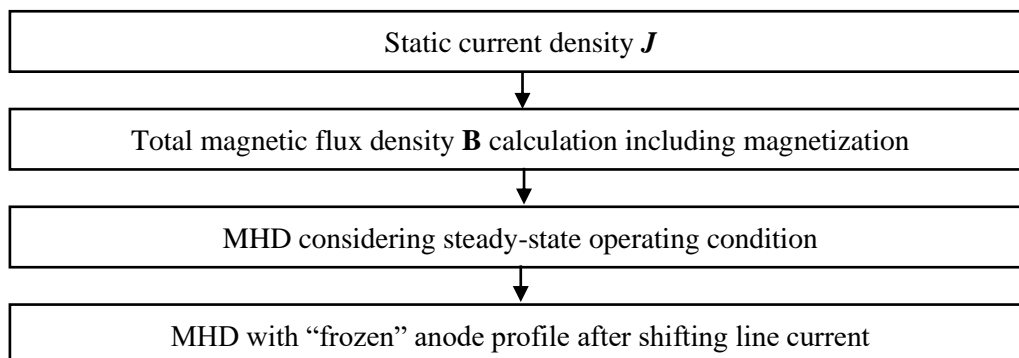 Static current density J
Total magnetic flux density B calculation including magnetization
MHD considering steady-state operating condition
MHD with “frozen” anode profile after shifting line current